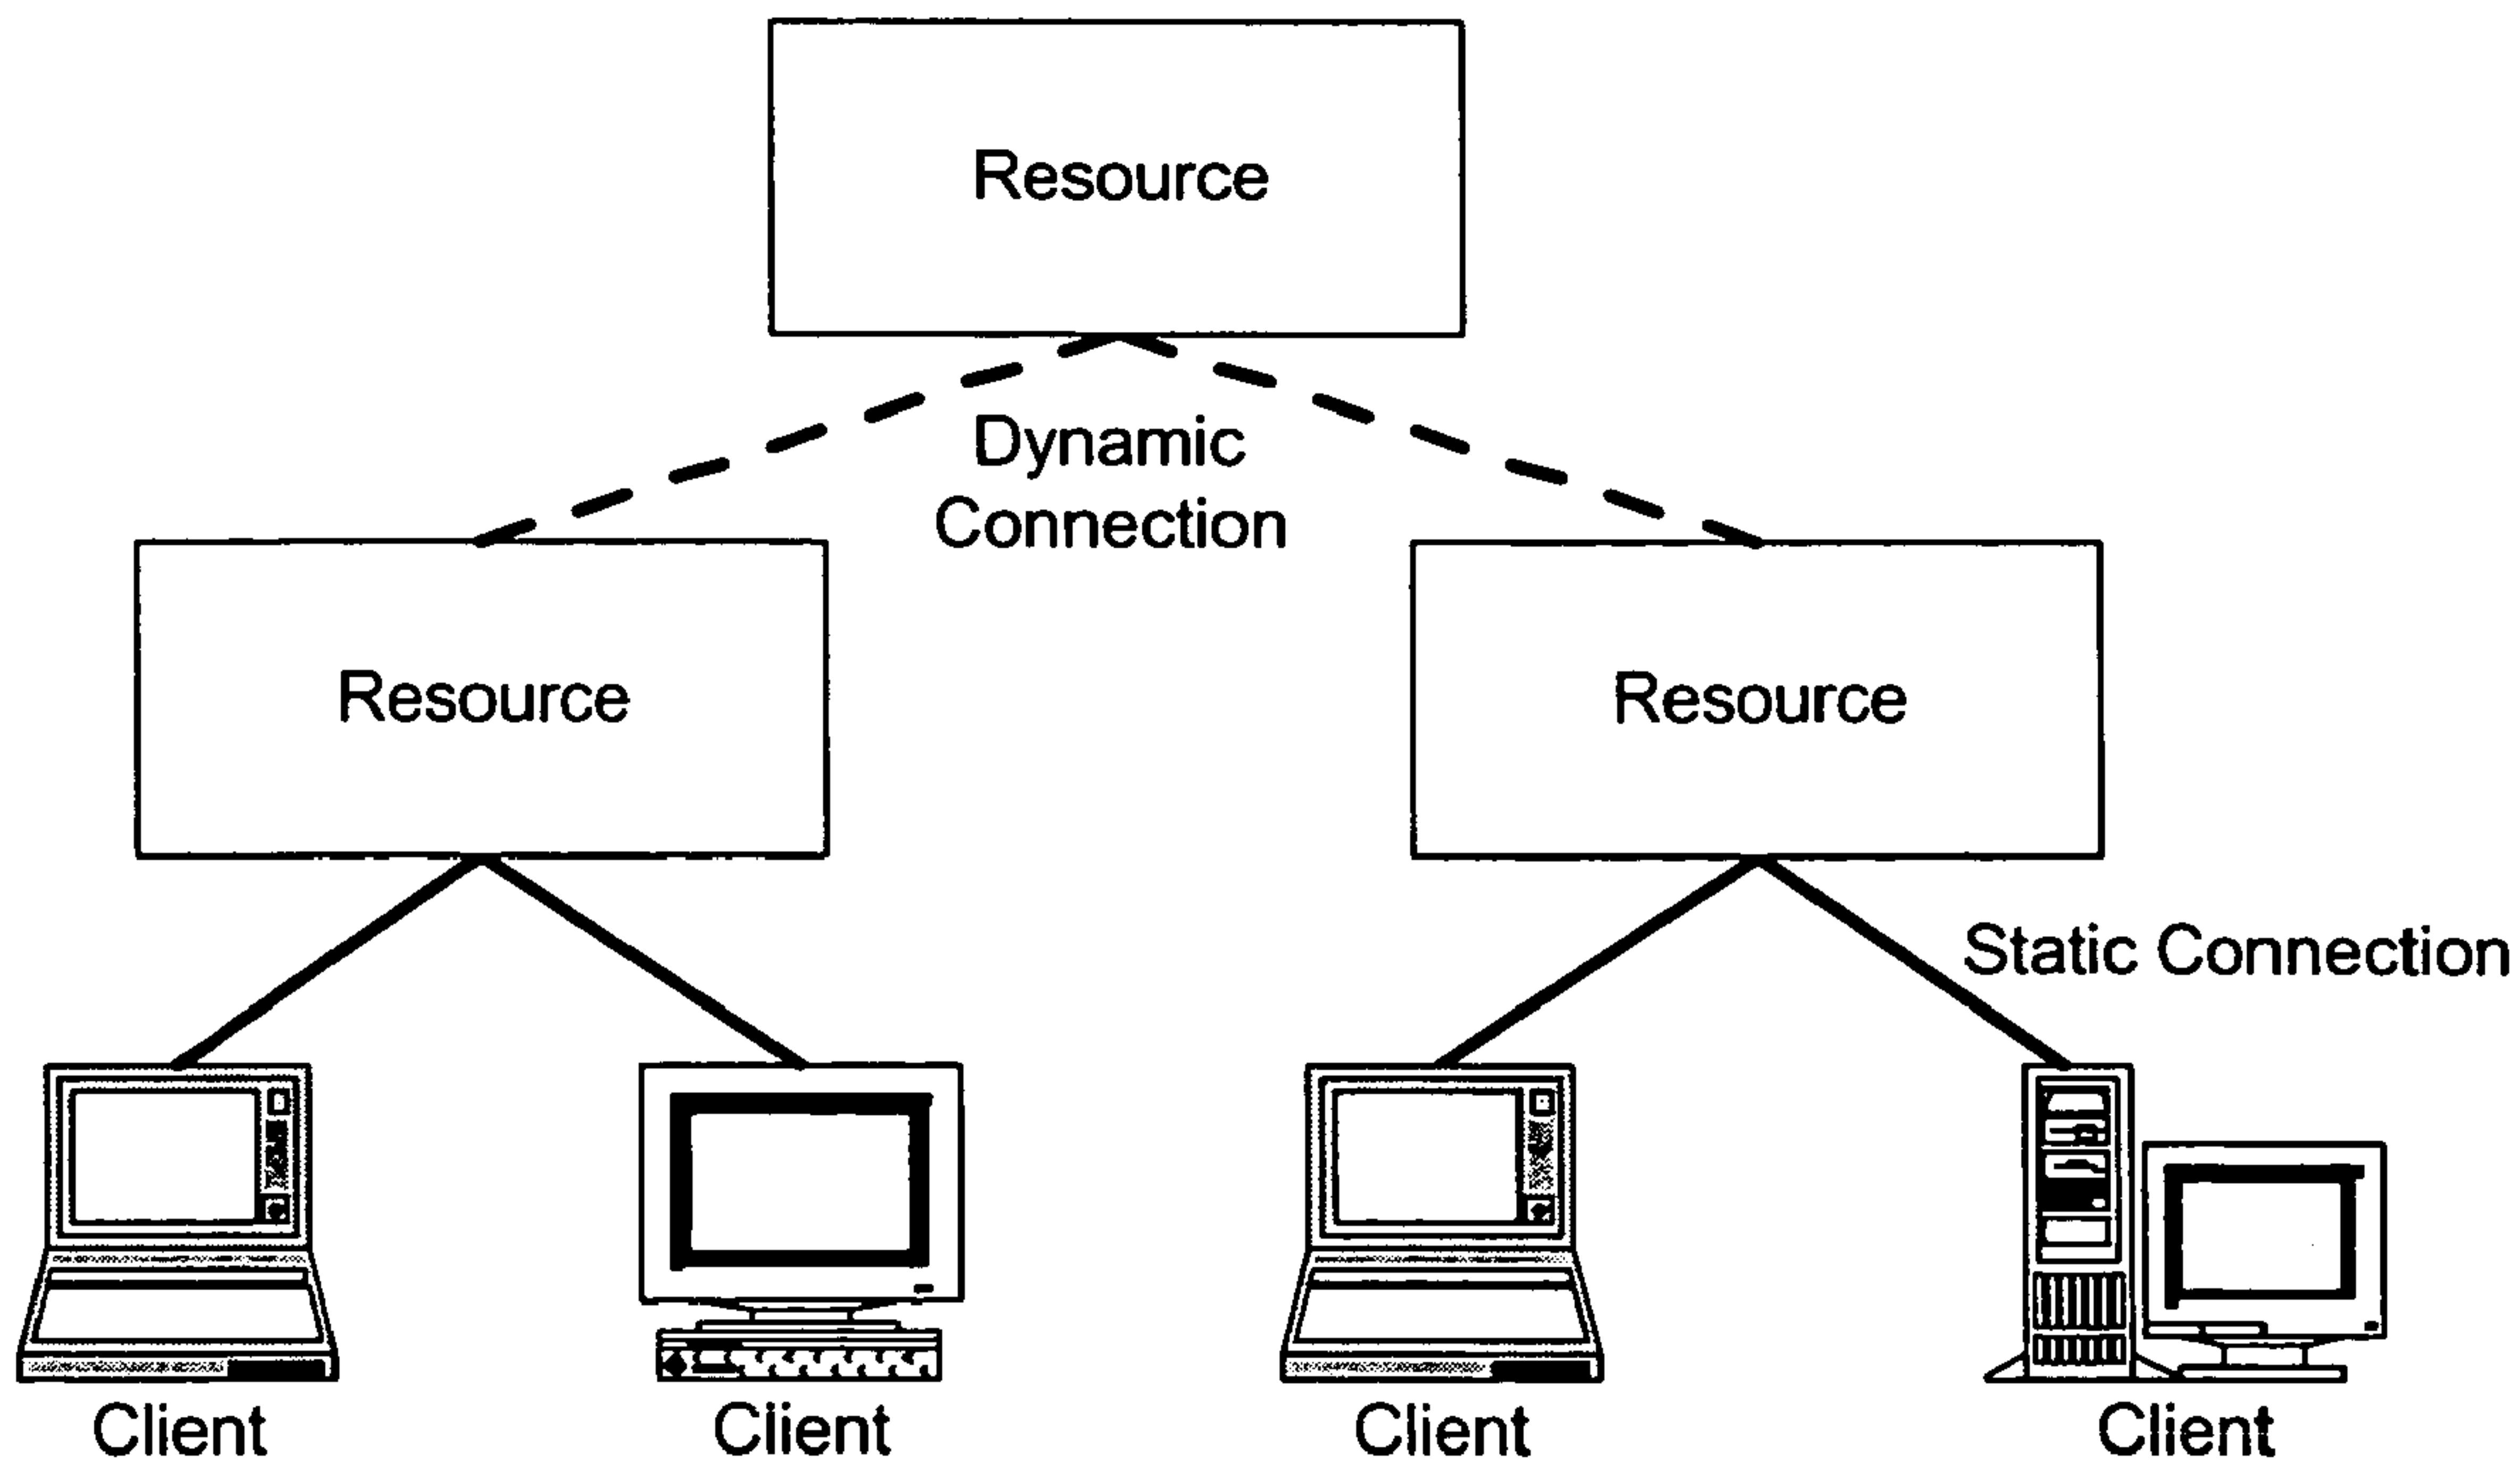 Resource
Dynamic
Connection
Resource
Resource
Static Connection
Client
Client
Client
Client